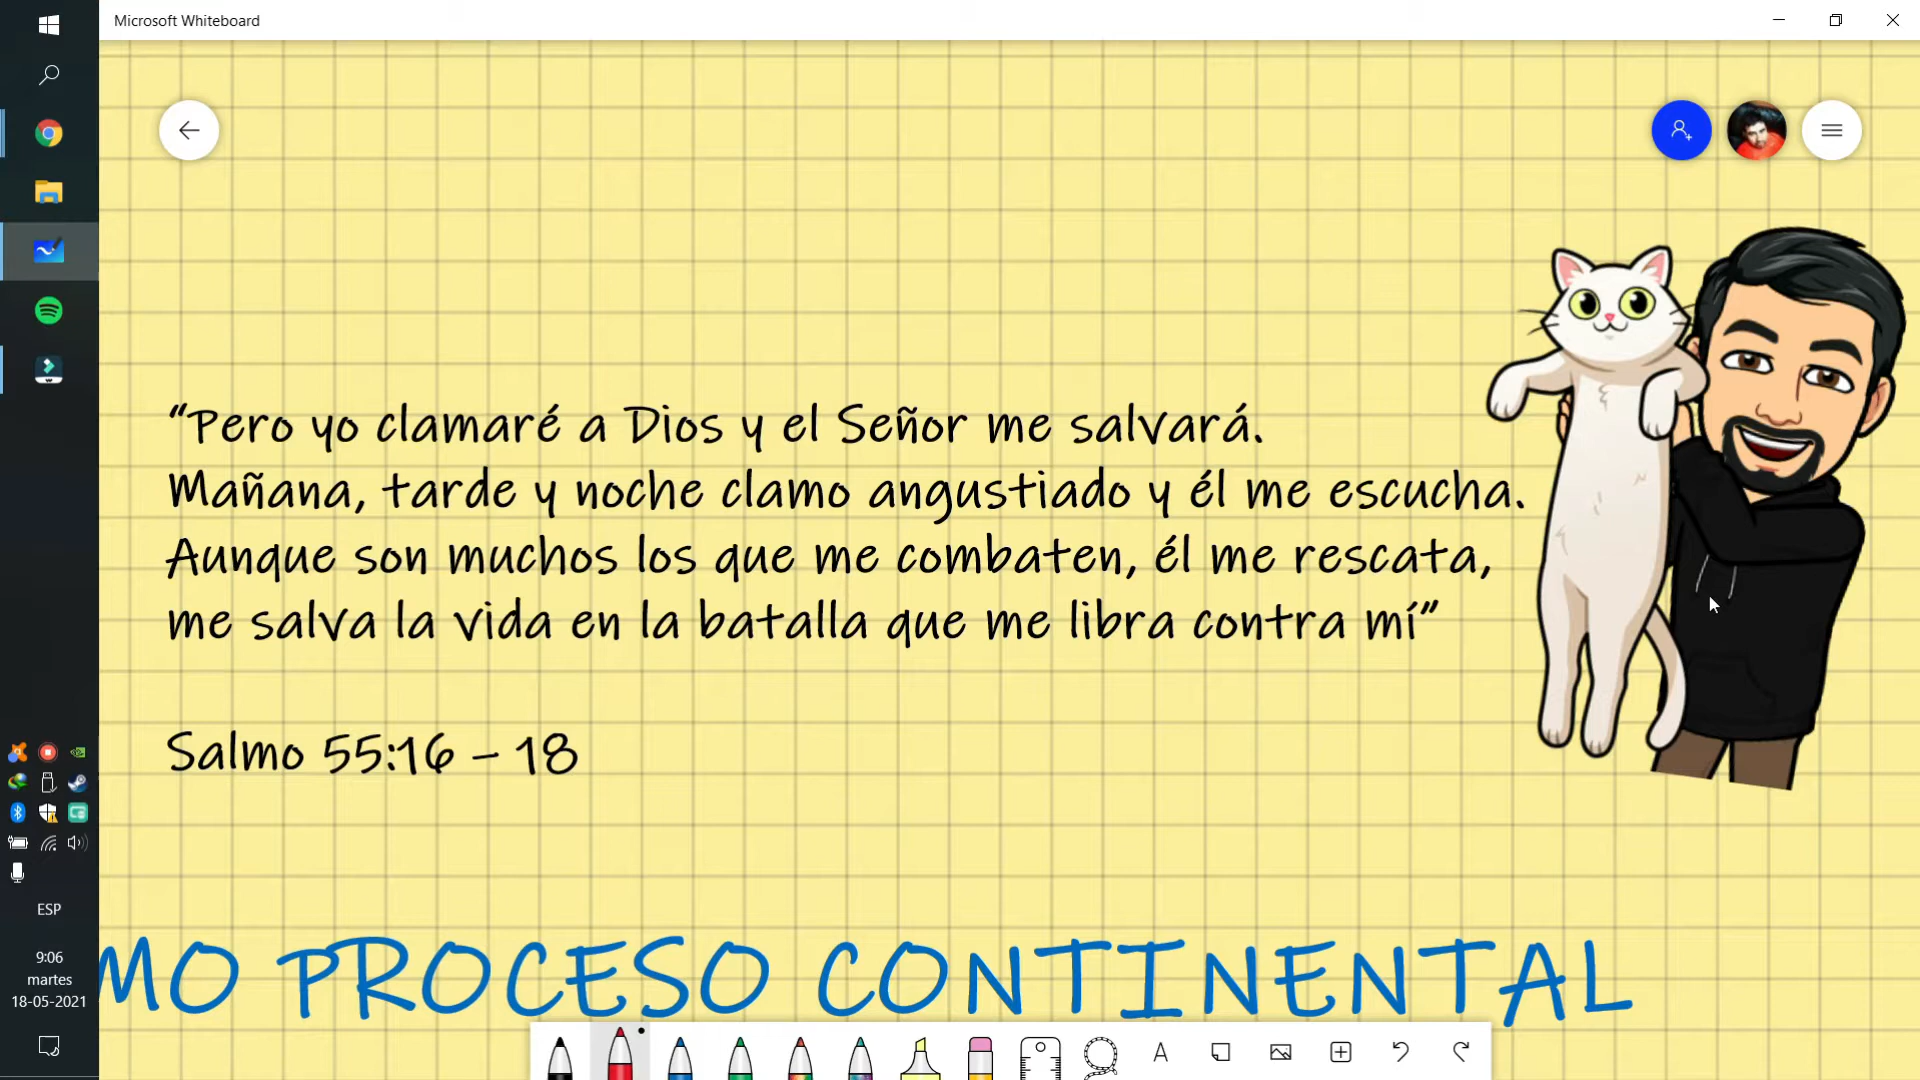 Microsoft Whiteboard
“Pero yo clamaré a Dios y el Señor me salvará.
Mañana, tarde y noche clamo angustiado y él me escucha.
Aunque son muchos los que me combaten, él me rescata,
me salva la vida en la batalla que me libra contra mí”
Salmo 55:16 – 18
MO PROCESO CONTINENTAL
ESP
9:06
martes
18-05-2021